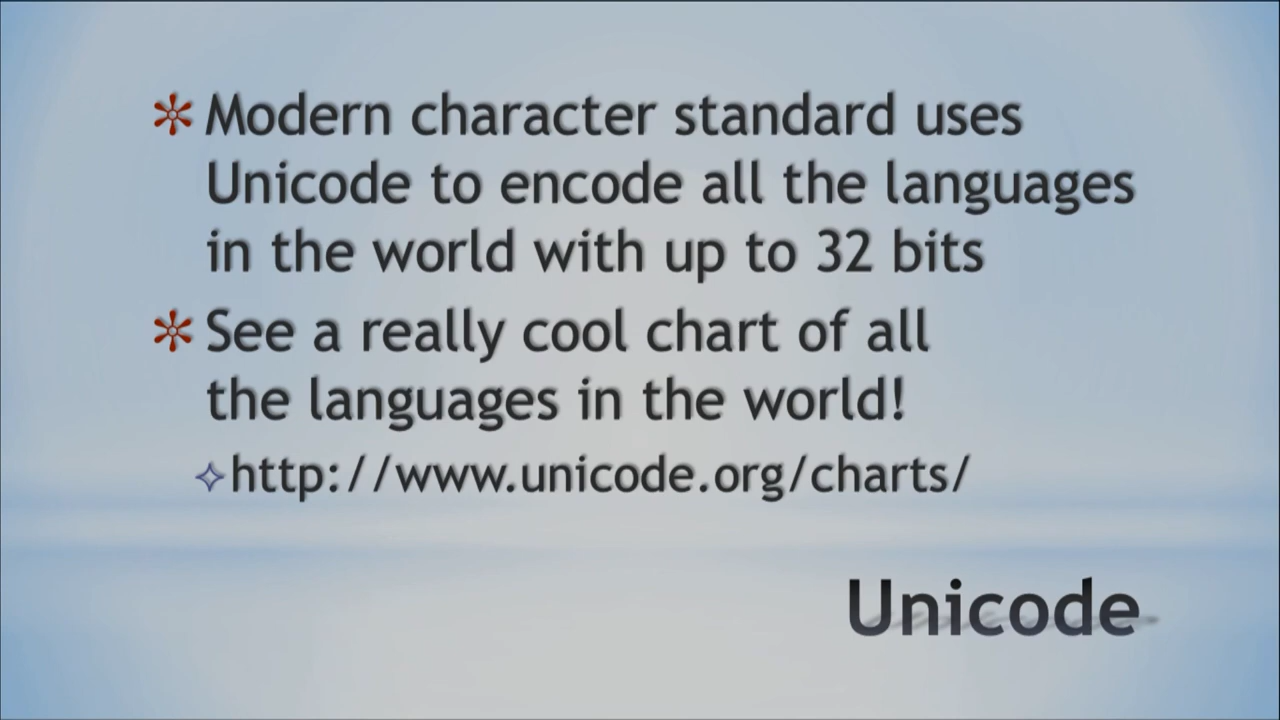 Modern character standard uses
Unicode to encode all the languages
in the world with up to 32 bits
See a really cool chart of all
the languages in the world!
http://www.unicode.org/charts/
Unicode